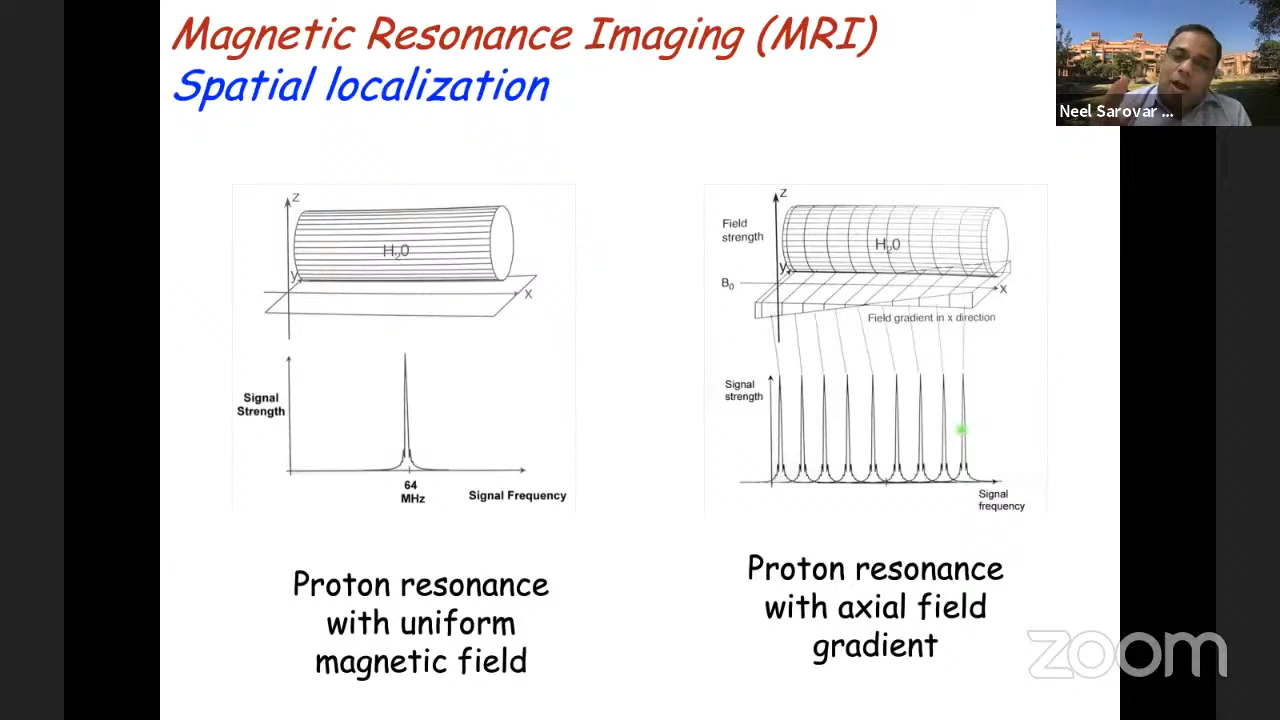 Magnetic Resonance Imaging (MRI)
Spatial localization
Neel Sarovar ...
Z
H₂0
y
X
Signal
Strength
64
MHz
Signal Frequency
Proton resonance
with uniform
magnetic field
Z
Field
strength
H₂0
y
B₀
X
Field gradient in x direction
Signal
strength
Signal
frequency
Proton resonance
with axial field
gradient
zoom